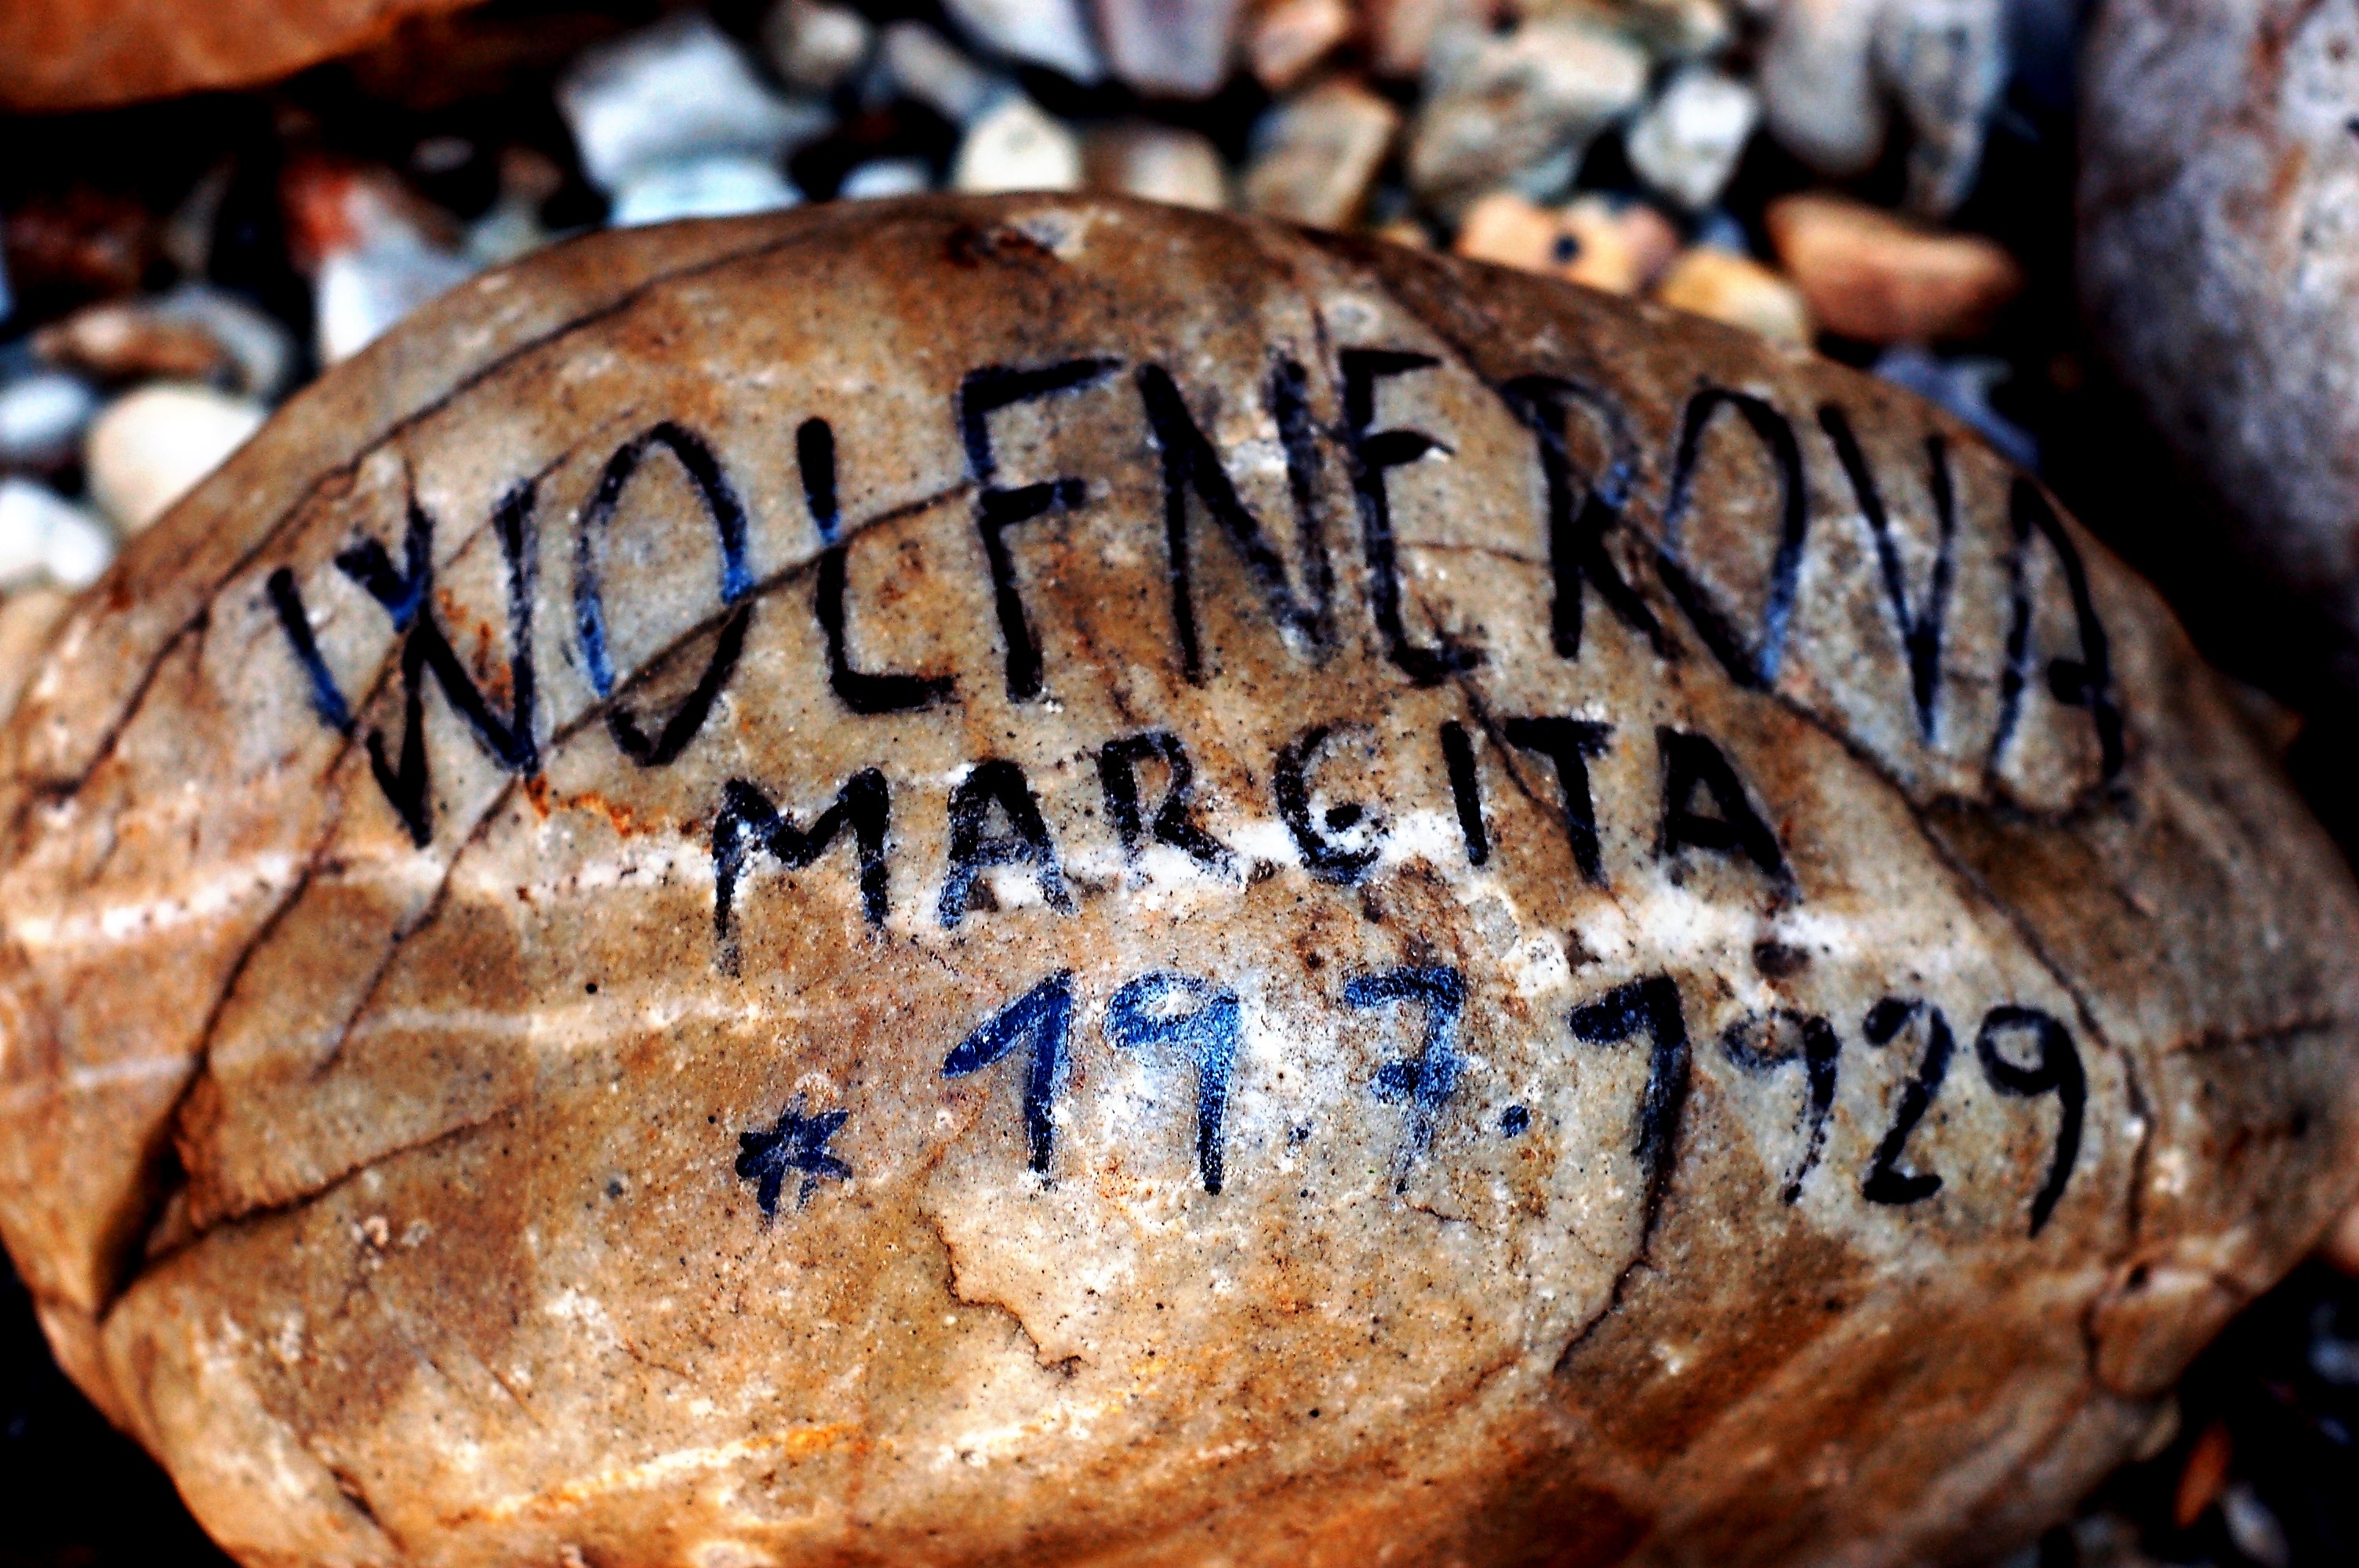 WOLFNEROVA
MARGITA
* 19.7.1929